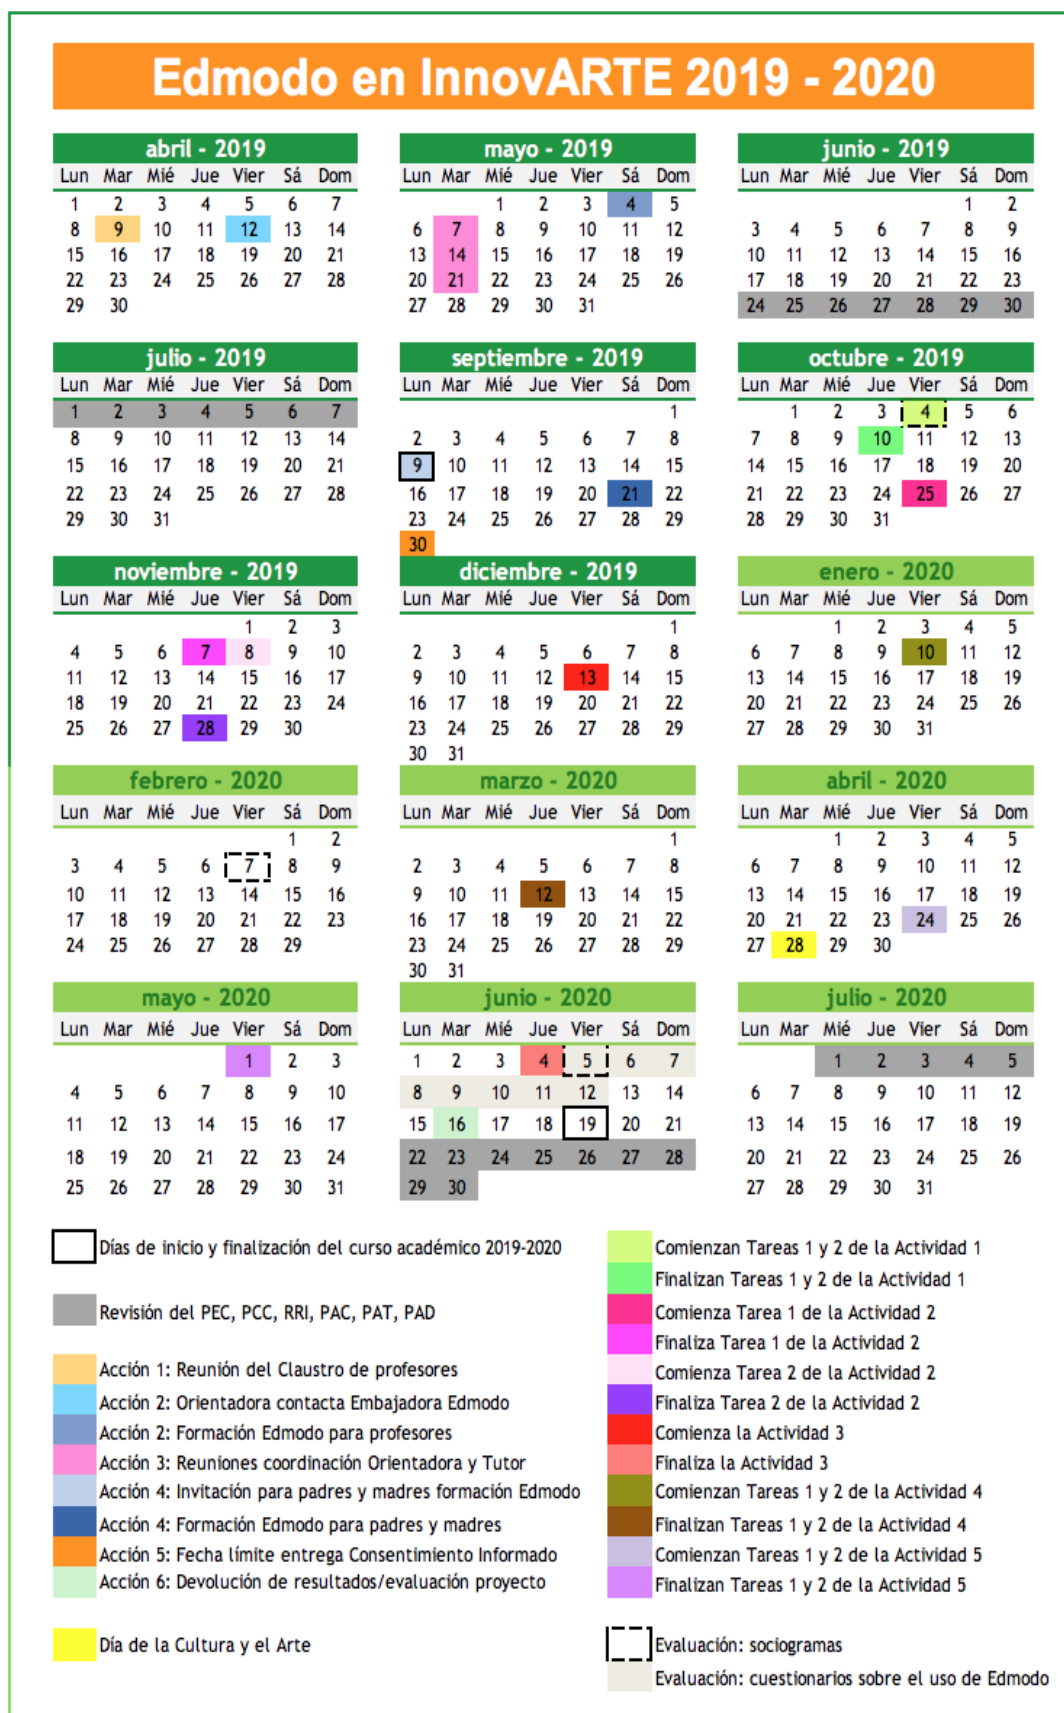 Edmodo en InnovARTE 2019 - 2020
abril - 2019
Lun Mar Mié Jue Vier Sá Dom
1 2 3 4 5 6 7
8 9 10 11 12 13 14
15 16 17 18 19 20 21
22 23 24 25 26 27 28
29 30
mayo - 2019
Lun Mar Mié Jue Vier Sá Dom
1 2 3 4 5
6 7 8 9 10 11 12
13 14 15 16 17 18 19
20 21 22 23 24 25 26
27 28 29 30 31
junio - 2019
Lun Mar Mié Jue Vier Sá Dom
1 2
3 4 5 6 7 8 9
10 11 12 13 14 15 16
17 18 19 20 21 22 23
24 25 26 27 28 29 30
julio - 2019
Lun Mar Mié Jue Vier Sá Dom
1 2 3 4 5 6 7
8 9 10 11 12 13 14
15 16 17 18 19 20 21
22 23 24 25 26 27 28
29 30 31
septiembre - 2019
Lun Mar Mié Jue Vier Sá Dom
1
2 3 4 5 6 7 8
9 10 11 12 13 14 15
16 17 18 19 20 21 22
23 24 25 26 27 28 29
30
octubre - 2019
Lun Mar Mié Jue Vier Sá Dom
1 2 3 4 5 6
7 8 9 10 11 12 13
14 15 16 17 18 19 20
21 22 23 24 25 26 27
28 29 30 31
noviembre - 2019
Lun Mar Mié Jue Vier Sá Dom
1 2 3
4 5 6 7 8 9 10
11 12 13 14 15 16 17
18 19 20 21 22 23 24
25 26 27 28 29 30
diciembre - 2019
Lun Mar Mié Jue Vier Sá Dom
1
2 3 4 5 6 7 8
9 10 11 12 13 14 15
16 17 18 19 20 21 22
23 24 25 26 27 28 29
30 31
enero - 2020
Lun Mar Mié Jue Vier Sá Dom
1 2 3 4 5
6 7 8 9 10 11 12
13 14 15 16 17 18 19
20 21 22 23 24 25 26
27 28 29 30 31
febrero - 2020
Lun Mar Mié Jue Vier Sá Dom
1 2
3 4 5 6 7 8 9
10 11 12 13 14 15 16
17 18 19 20 21 22 23
24 25 26 27 28 29
marzo - 2020
Lun Mar Mié Jue Vier Sá Dom
1
2 3 4 5 6 7 8
9 10 11 12 13 14 15
16 17 18 19 20 21 22
23 24 25 26 27 28 29
30 31
abril - 2020
Lun Mar Mié Jue Vier Sá Dom
1 2 3 4 5
6 7 8 9 10 11 12
13 14 15 16 17 18 19
20 21 22 23 24 25 26
27 28 29 30
mayo - 2020
Lun Mar Mié Jue Vier Sá Dom
1 2 3
4 5 6 7 8 9 10
11 12 13 14 15 16 17
18 19 20 21 22 23 24
25 26 27 28 29 30 31
junio - 2020
Lun Mar Mié Jue Vier Sá Dom
1 2 3 4 5 6 7
8 9 10 11 12 13 14
15 16 17 18 19 20 21
22 23 24 25 26 27 28
29 30
julio - 2020
Lun Mar Mié Jue Vier Sá Dom
1 2 3 4 5
6 7 8 9 10 11 12
13 14 15 16 17 18 19
20 21 22 23 24 25 26
27 28 29 30 31
Días de inicio y finalización del curso académico 2019-2020
Revisión del PEC, PCC, RRI, PAC, PAT, PAD
Acción 1: Reunión del Claustro de profesores
Acción 2: Orientadora contacta Embajadora Edmodo
Acción 2: Formación Edmodo para profesores
Acción 3: Reuniones coordinación Orientadora y Tutor
Acción 4: Invitación para padres y madres formación Edmodo
Acción 4: Formación Edmodo para padres y madres
Acción 5: Fecha límite entrega Consentimiento Informado
Acción 6: Devolución de resultados/evaluación proyecto
Día de la Cultura y el Arte
Comienzan Tareas 1 y 2 de la Actividad 1
Finalizan Tareas 1 y 2 de la Actividad 1
Comienza Tarea 1 de la Actividad 2
Finaliza Tarea 1 de la Actividad 2
Comienza Tarea 2 de la Actividad 2
Finaliza Tarea 2 de la Actividad 2
Comienza la Actividad 3
Finaliza la Actividad 3
Comienzan Tareas 1 y 2 de la Actividad 4
Finalizan Tareas 1 y 2 de la Actividad 4
Comienzan Tareas 1 y 2 de la Actividad 5
Finalizan Tareas 1 y 2 de la Actividad 5
Evaluación: sociogramas
Evaluación: cuestionarios sobre el uso de Edmodo